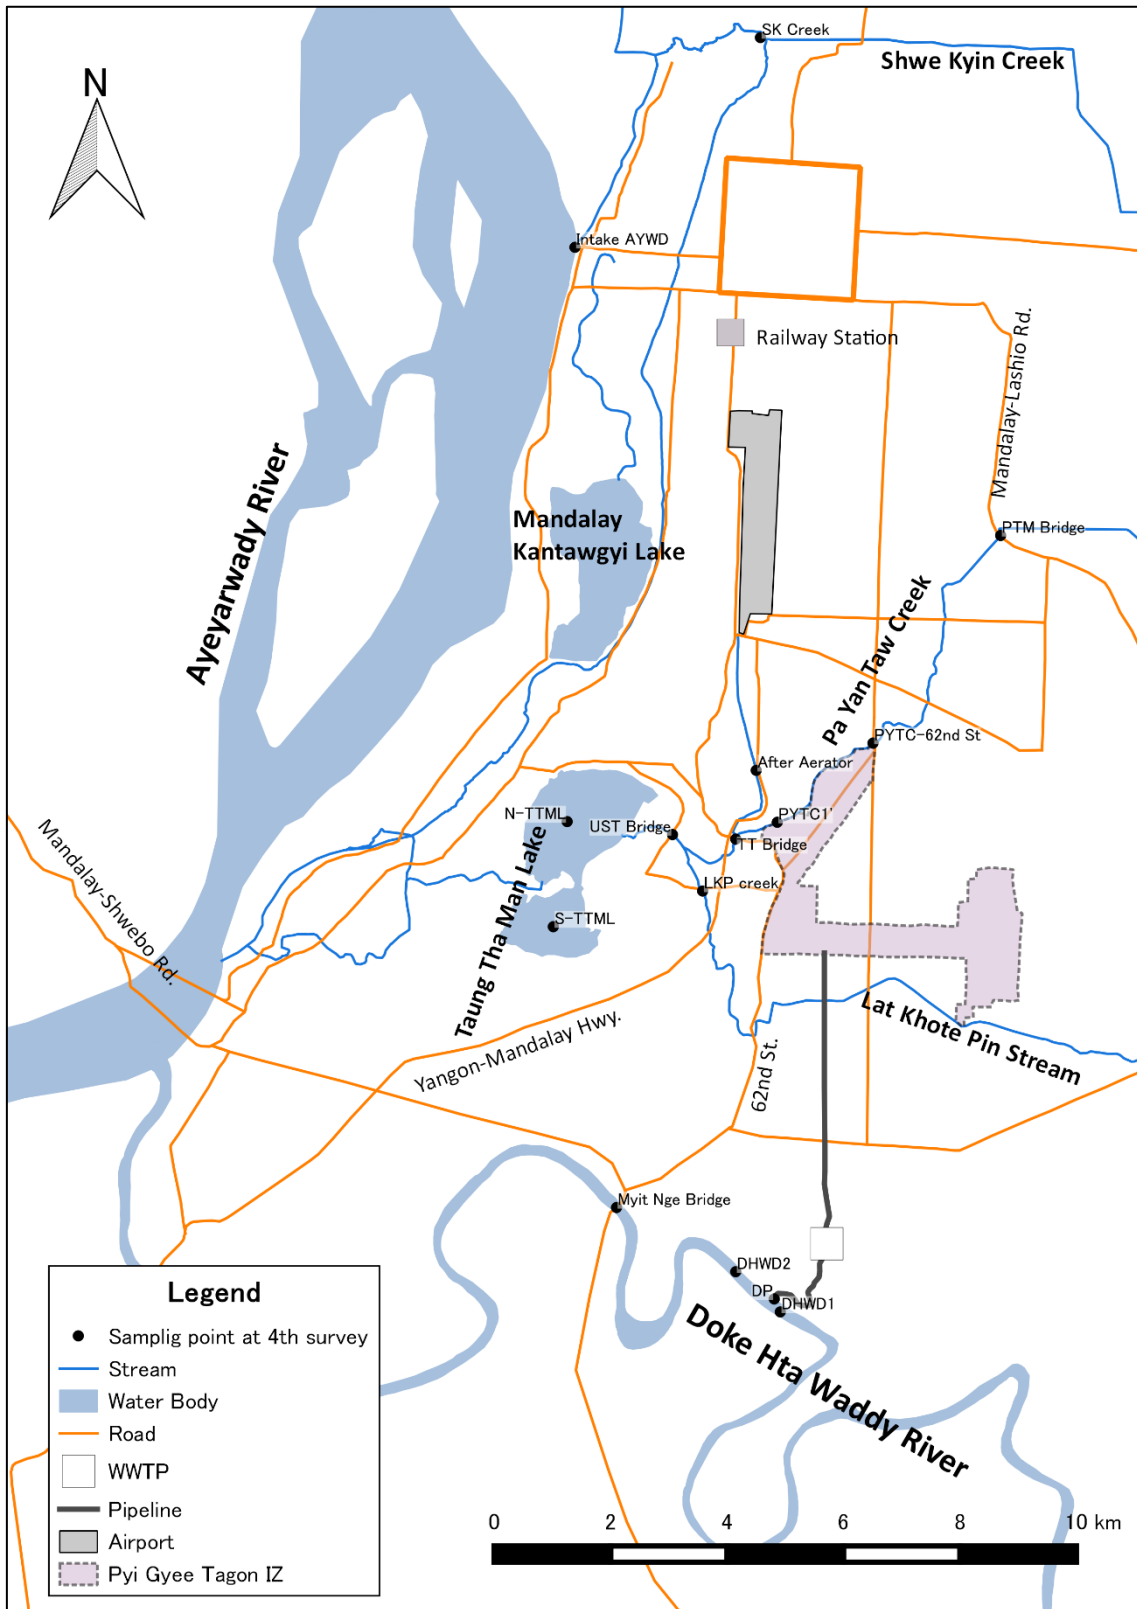 SK Creek
Shwe Kyin Creek
N
Intake AYWD
Railway Station
Mandalay-Lashio Rd.
Ayeyarwady River
Mandalay
Kantawgyi Lake
PTM Bridge
Pa Yan Taw Creek
PYTC-62nd St
After Aerator
N-TTML
UST Bridge
PYTC1'
TT Bridge
Mandalay-Shwebo Rd.
Taung Tha Man Lake
LKP creek
S-TTML
Lat Khote Pin Stream
Yangon-Mandalay Hwy.
62nd St.
Myit Nge Bridge
DHWD2
DP
DHWD1
Doke Hta Waddy River
Legend
Samplig point at 4th survey
Stream
Water Body
Road
WWTP
Pipeline
Airport
Pyi Gyee Tagon IZ
0 2 4 6 8 10 km